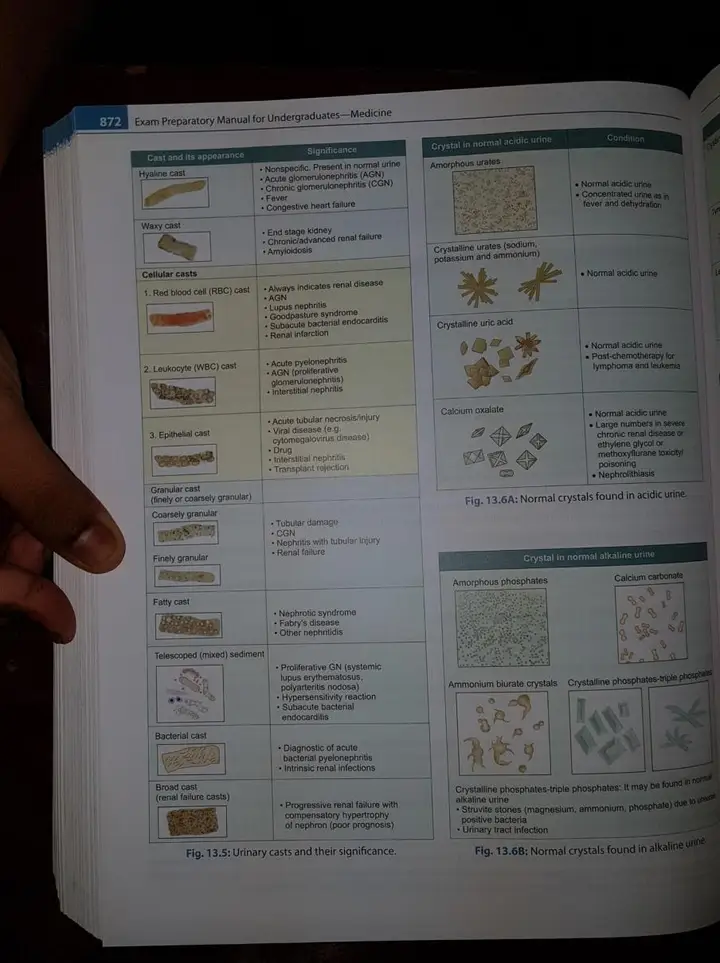 872 Exam Preparatory Manual for Undergraduates—Medicine
Cast and its appearance
Significance
Hyaline cast
• Nonspecific. Present in normal urine
• Acute glomerulonephritis (AGN)
• Chronic glomerulonephritis (CGN)
• Fever
• Congestive heart failure
Waxy cast
• End stage kidney
• Chronic/advanced renal failure
• Amyloidosis
Cellular casts
1. Red blood cell (RBC) cast
• Always indicates renal disease
• AGN
• Lupus nephritis
• Goodpasture syndrome
• Subacute bacterial endocarditis
• Renal infarction
2. Leukocyte (WBC) cast
• Acute pyelonephritis
• AGN (proliferative
glomerulonephritis)
• Interstitial nephritis
3. Epithelial cast
• Acute tubular necrosis/injury
• Viral disease (e.g.
cytomegalovirus disease)
• Drug
• Interstitial nephritis
• Transplant rejection
Granular cast
(finely or coarsely granular)
Coarsely granular
Finely granular
• Tubular damage
• CGN
• Nephritis with tubular injury
• Renal failure
Fatty cast
• Nephrotic syndrome
• Fabry's disease
• Other nephritidis
Telescoped (mixed) sediment
• Proliferative GN (systemic
lupus erythematosus,
polyarteritis nodosa)
• Hypersensitivity reaction
• Subacute bacterial
endocarditis
Bacterial cast
• Diagnostic of acute
bacterial pyelonephritis
• Intrinsic renal infections
Broad cast
(renal failure casts)
• Progressive renal failure with
compensatory hypertrophy
of nephron (poor prognosis)
Fig. 13.5: Urinary casts and their significance.
Crystal in normal acidic urine
Condition
Amorphous urates
• Normal acidic urine
• Concentrated urine as in
fever and dehydration
Crystalline urates (sodium,
potassium and ammonium)
• Normal acidic urine
Crystalline uric acid
• Normal acidic urine
• Post-chemotherapy for
lymphoma and leukemia
Calcium oxalate
• Normal acidic urine
• Large numbers in severe
chronic renal disease or
ethylene glycol or
methoxyflurane toxicity/
poisoning
• Nephrolithiasis
Fig. 13.6A: Normal crystals found in acidic urine.
Crystal in normal alkaline urine
Amorphous phosphates
Calcium carbonate
Ammonium biurate crystals
Crystalline phosphates-triple phosphates
Crystalline phosphates-triple phosphates: It may be found in normal
alkaline urine
• Struvite stones (magnesium, ammonium, phosphate) due to
positive bacteria
• Urinary tract infection
Fig. 13.6B: Normal crystals found in alkaline urine